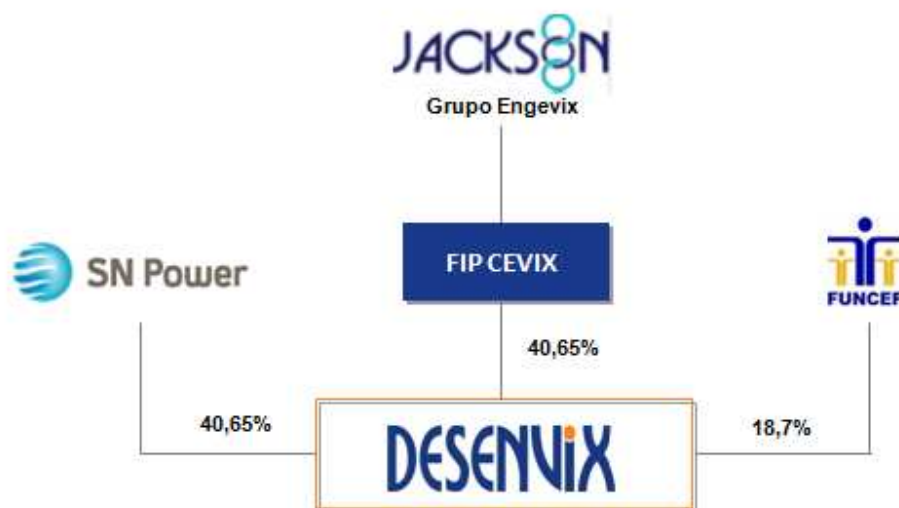 JACKSON
Grupo Engevix
SN Power
FIP CEVIX
FUNCEF
40,65%
40,65%
DESENVIX
18,7%